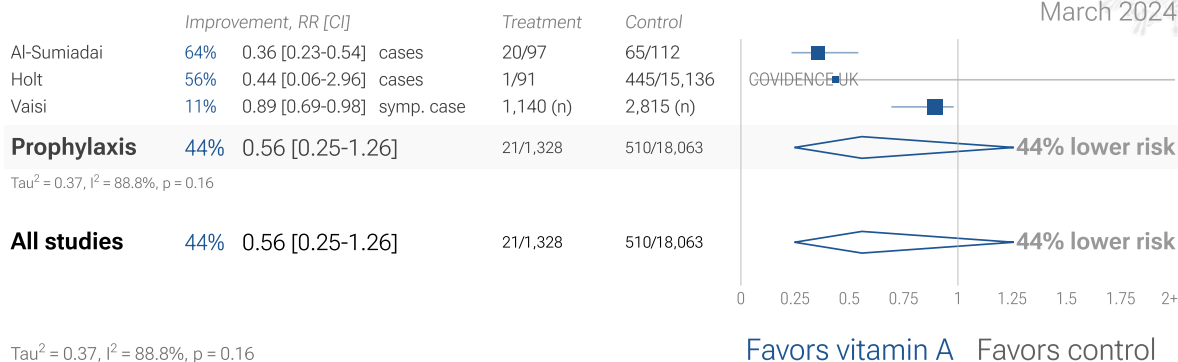 March 2024
Improvement, RR [CI] Treatment Control
Al-Sumiadai 64% 0.36 [0.23-0.54] cases 20/97 65/112
Holt 56% 0.44 [0.06-2.96] cases 1/91 445/15,136 COVIDENCE UK
Vaisi 11% 0.89 [0.69-0.98] symp. case 1,140 (n) 2,815 (n)
Prophylaxis 44% 0.56 [0.25-1.26] 21/1,328 510/18,063 44% lower risk
Tau² = 0.37, I² = 88.8%, p = 0.16
All studies 44% 0.56 [0.25-1.26] 21/1,328 510/18,063 44% lower risk
0 0.25 0.5 0.75 1 1.25 1.5 1.75 2+
Tau² = 0.37, I² = 88.8%, p = 0.16 Favors vitamin A Favors control